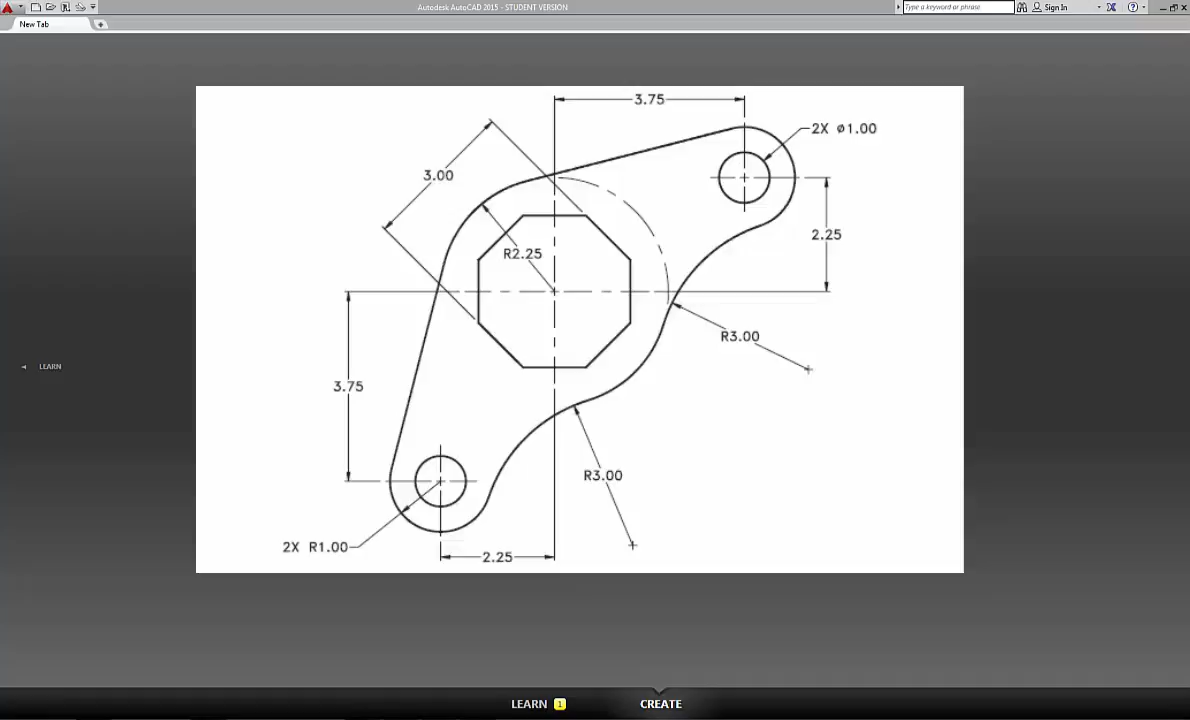 Autodesk AutoCAD 2015 - STUDENT VERSION
Type a keyword or phrase
Sign In
New Tab
3.75
2X ø1.00
3.00
2.25
R2.25
R3.00
LEARN
3.75
R3.00
2X R1.00
2.25
LEARN 1
CREATE